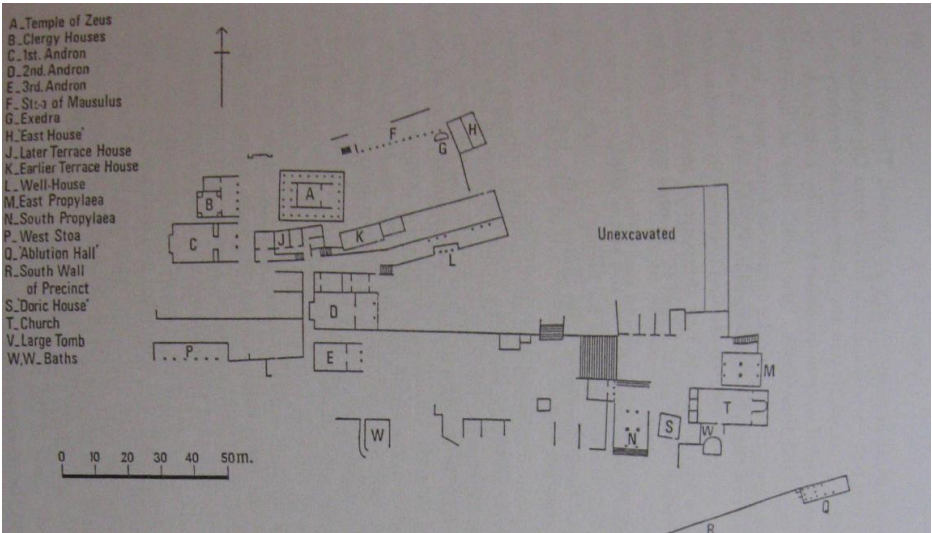 A_Temple of Zeus
B_Clergy Houses
C_1st. Andron
D_2nd. Andron
E_3rd. Andron
F_Stoa of Mausulus
G_Exedra
H_'East House'
J_Later Terrace House
K_Earlier Terrace House
L_Well-House
M_East Propylaea
N_South Propylaea
P_West Stoa
Q_'Ablution Hall'
R_South Wall
of Precinct
S_'Doric House'
T_Church
V_Large Tomb
W,W_Baths
F
H
G
A
B
C
J
K
L
Unexcavated
D
P
E
M
T
W
N
S
W
0 10 20 30 40 50m.
Q
R